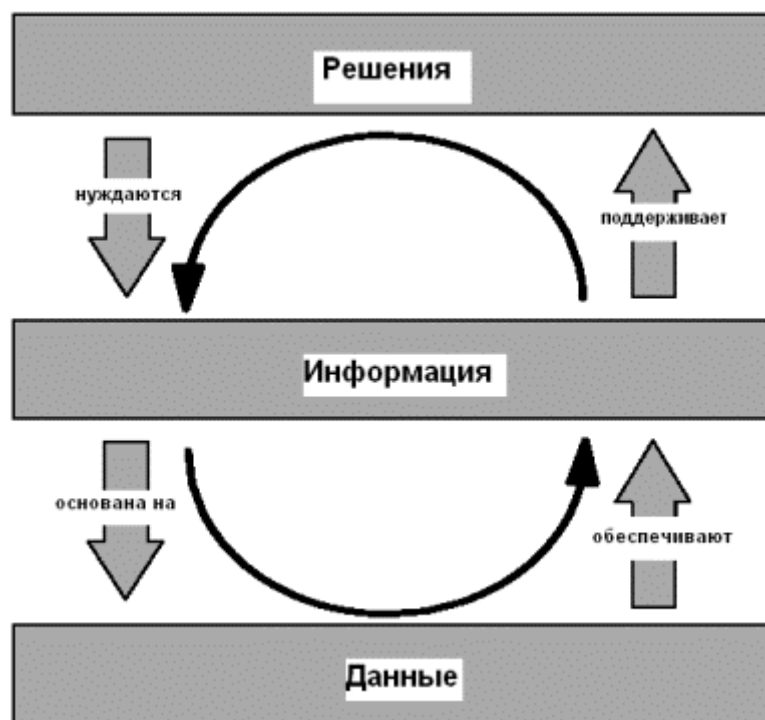 Решения
нуждаются
поддерживает
Информация
основана на
обеспечивают
Данные